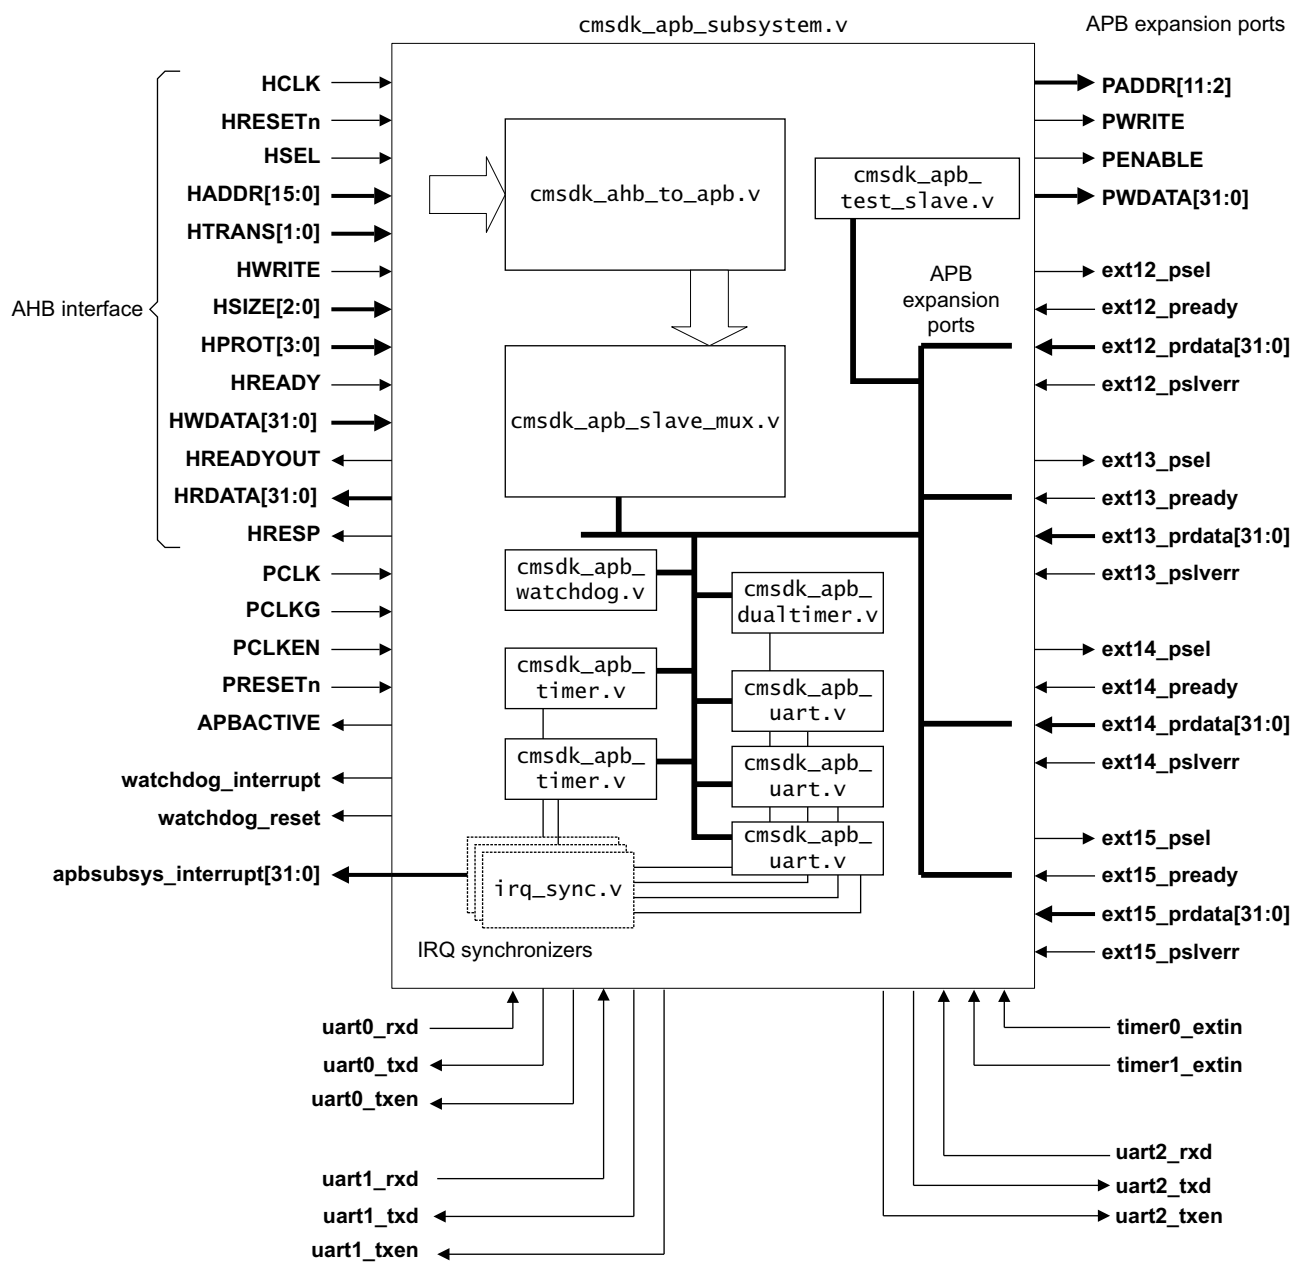 cmsdk_apb_subsystem.v
APB expansion ports
AHB interface
HCLK
HRESETn
HSEL
HADDR[15:0]
HTRANS[1:0]
HWRITE
HSIZE[2:0]
HPROT[3:0]
HREADY
HWDATA[31:0]
HREADYOUT
HRDATA[31:0]
HRESP
PCLK
PCLKG
PCLKEN
PRESETn
APBACTIVE
watchdog_interrupt
watchdog_reset
apbsubsys_interrupt[31:0]
cmsdk_ahb_to_apb.v
cmsdk_apb_
test_slave.v
APB
expansion
ports
cmsdk_apb_slave_mux.v
cmsdk_apb_
watchdog.v
cmsdk_apb_
dualtimer.v
cmsdk_apb_
timer.v
cmsdk_apb_
uart.v
cmsdk_apb_
timer.v
cmsdk_apb_
uart.v
cmsdk_apb_
uart.v
irq_sync.v
IRQ synchronizers
PADDR[11:2]
PWRITE
PENABLE
PWDATA[31:0]
ext12_psel
ext12_pready
ext12_prdata[31:0]
ext12_pslverr
ext13_psel
ext13_pready
ext13_prdata[31:0]
ext13_pslverr
ext14_psel
ext14_pready
ext14_prdata[31:0]
ext14_pslverr
ext15_psel
ext15_pready
ext15_prdata[31:0]
ext15_pslverr
uart0_rxd
uart0_txd
uart0_txen
uart1_rxd
uart1_txd
uart1_txen
timer0_extin
timer1_extin
uart2_rxd
uart2_txd
uart2_txen